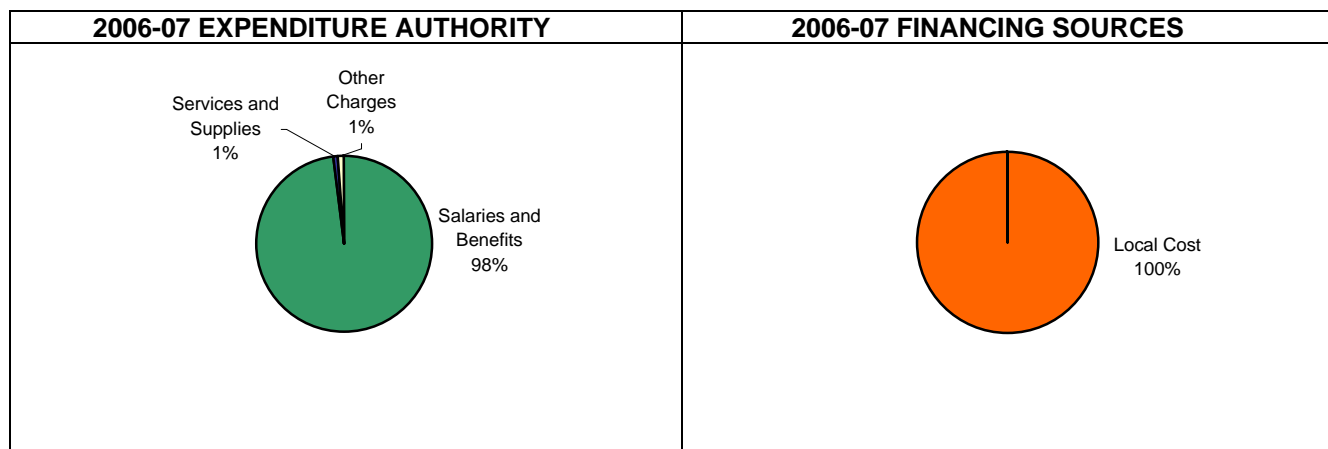 2006-07 EXPENDITURE AUTHORITY
2006-07 FINANCING SOURCES
Services and
Supplies
1%
Other
Charges
1%
Salaries and
Benefits
98%
Local Cost
100%